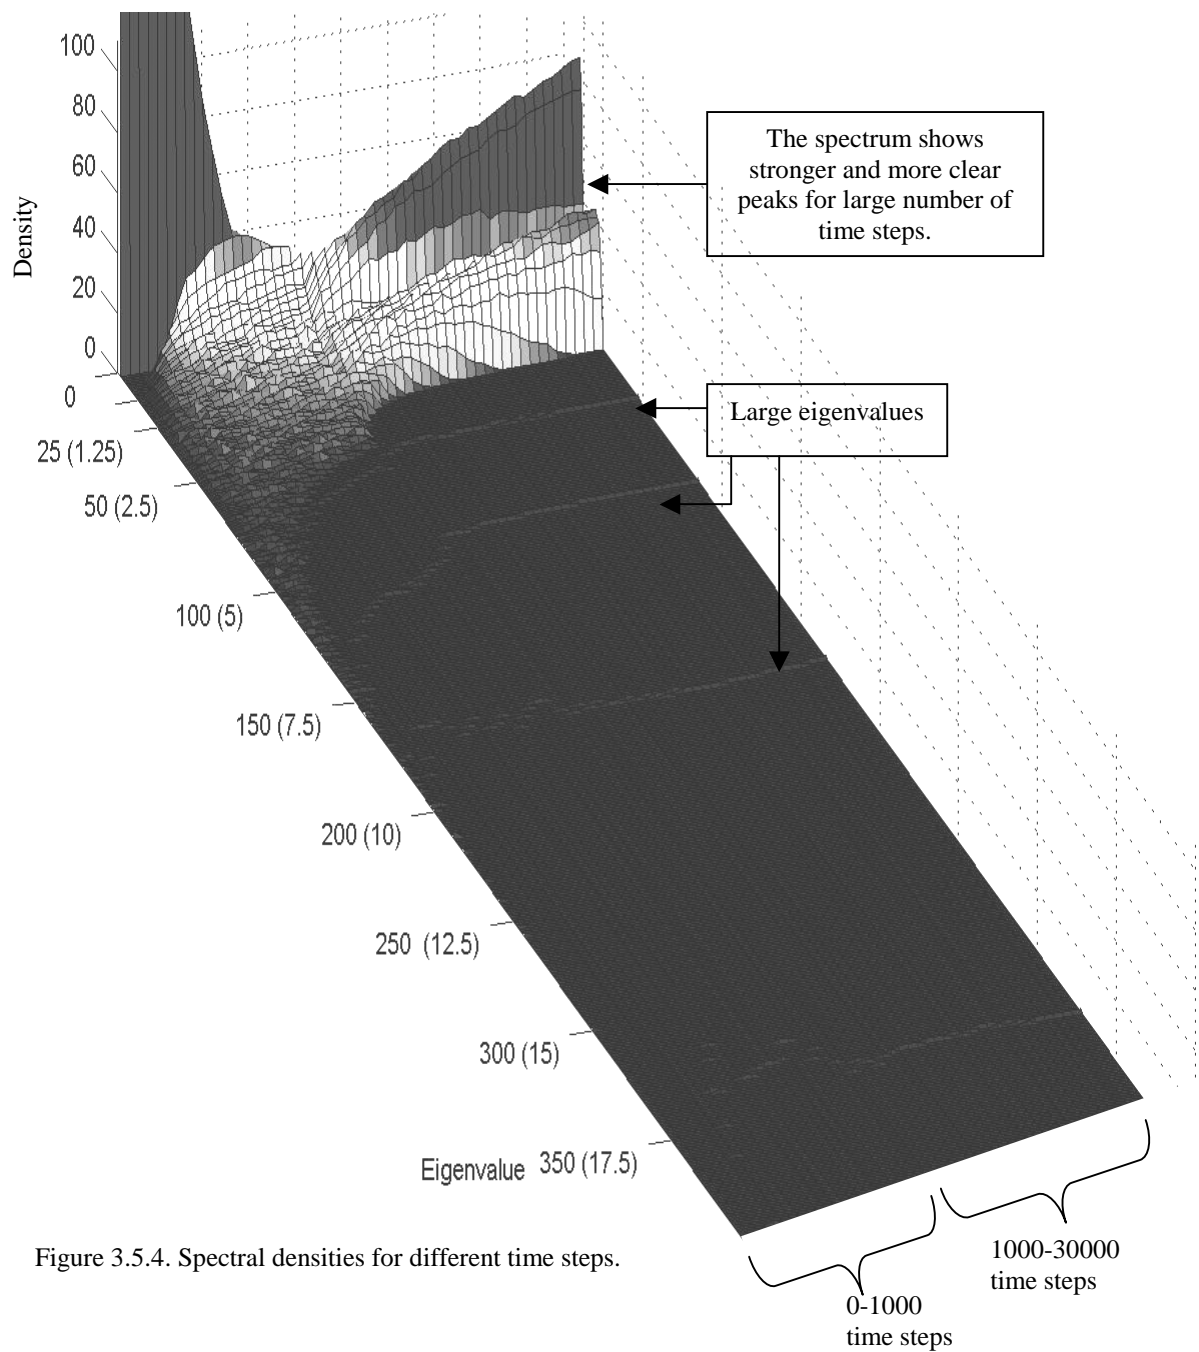 100
80
60
40
20
0
Density
The spectrum shows
stronger and more clear
peaks for large number of
time steps.
Large eigenvalues
0
25 (1.25)
50 (2.5)
100 (5)
150 (7.5)
200 (10)
250 (12.5)
300 (15)
Eigenvalue 350 (17.5)
1000-30000
time steps
0-1000
time steps
Figure 3.5.4. Spectral densities for different time steps.